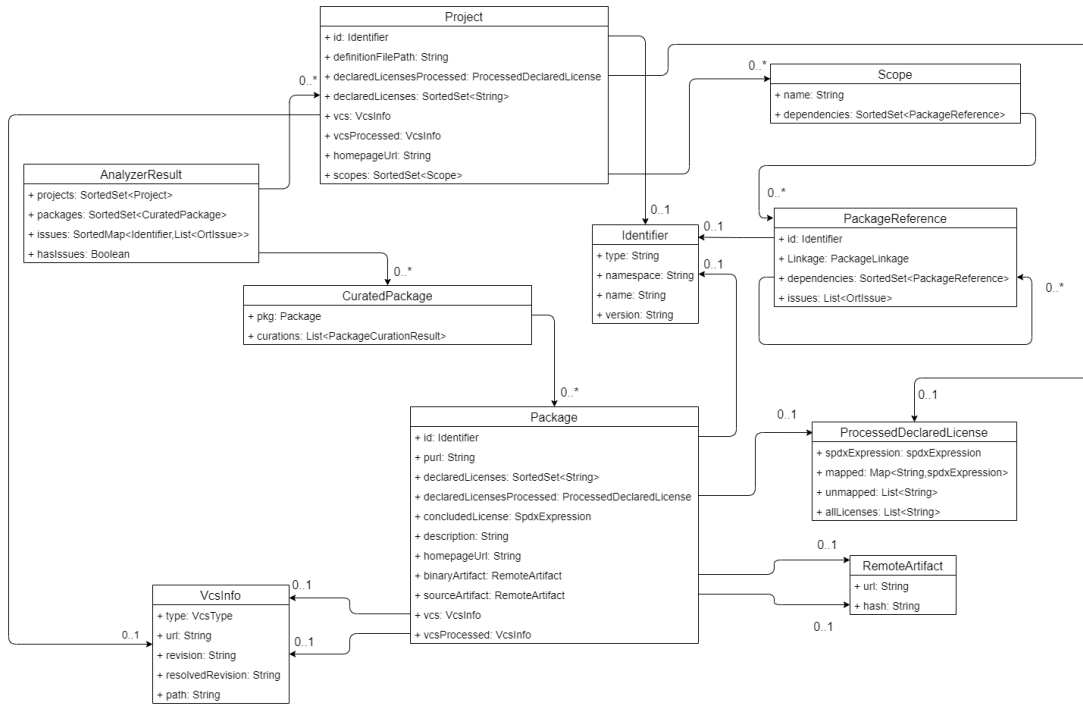 Project
+ id: Identifier
+ definitionFilePath: String
+ declaredLicensesProcessed: ProcessedDeclaredLicense
+ declaredLicenses: SortedSet<String>
+ vcs: VcsInfo
+ vcsProcessed: VcsInfo
+ homepageUrl: String
+ scopes: SortedSet<Scope>
0..*
0..*
Scope
+ name: String
+ dependencies: SortedSet<PackageReference>
AnalyzerResult
+ projects: SortedSet<Project>
+ packages: SortedSet<CuratedPackage>
+ issues: SortedMap<Identifier,List<OrtIssue>>
+ hasIssues: Boolean
0..*
0..1
Identifier
+ type: String
+ namespace: String
+ name: String
+ version: String
0..1
0..1
0..*
PackageReference
+ id: Identifier
+ Linkage: PackageLinkage
+ dependencies: SortedSet<PackageReference>
+ issues: List<OrtIssue>
0..*
CuratedPackage
+ pkg: Package
+ curations: List<PackageCurationResult>
0..*
Package
+ id: Identifier
+ purl: String
+ declaredLicenses: SortedSet<String>
+ declaredLicensesProcessed: ProcessedDeclaredLicense
+ concludedLicense: SpdxExpression
+ description: String
+ homepageUrl: String
+ binaryArtifact: RemoteArtifact
+ sourceArtifact: RemoteArtifact
+ vcs: VcsInfo
+ vcsProcessed: VcsInfo
0..1
0..1
ProcessedDeclaredLicense
+ spdxExpression: spdxExpression
+ mapped: Map<String,spdxExpression>
+ unmapped: List<String>
+ allLicenses: List<String>
0..1
RemoteArtifact
+ url: String
+ hash: String
0..1
0..1
0..1
0..1
VcsInfo
+ type: VcsType
+ url: String
+ revision: String
+ resolvedRevision: String
+ path: String